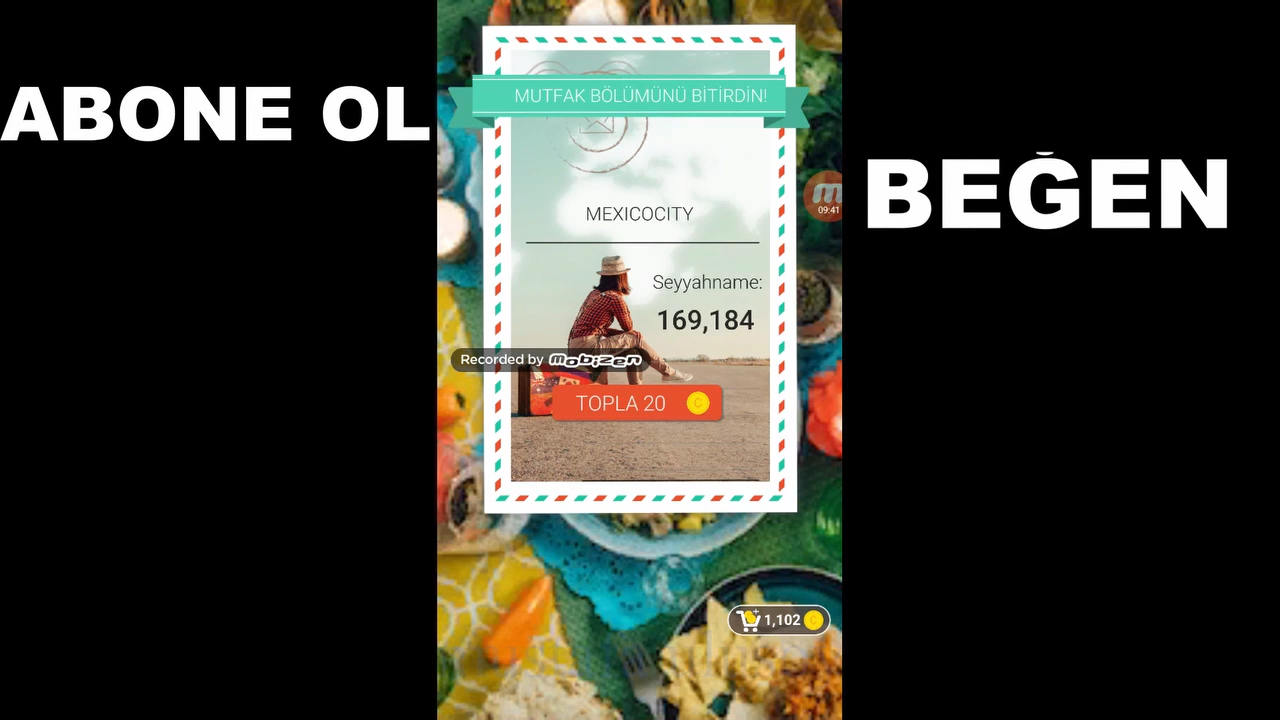 ABONE OL
BEĞEN
MUTFAK BÖLÜMÜNÜ BİTİRDİN!
MEXICOCITY
Seyyahname:
169,184
Recorded by mobizen
TOPLA 20
m
09:41
1,102